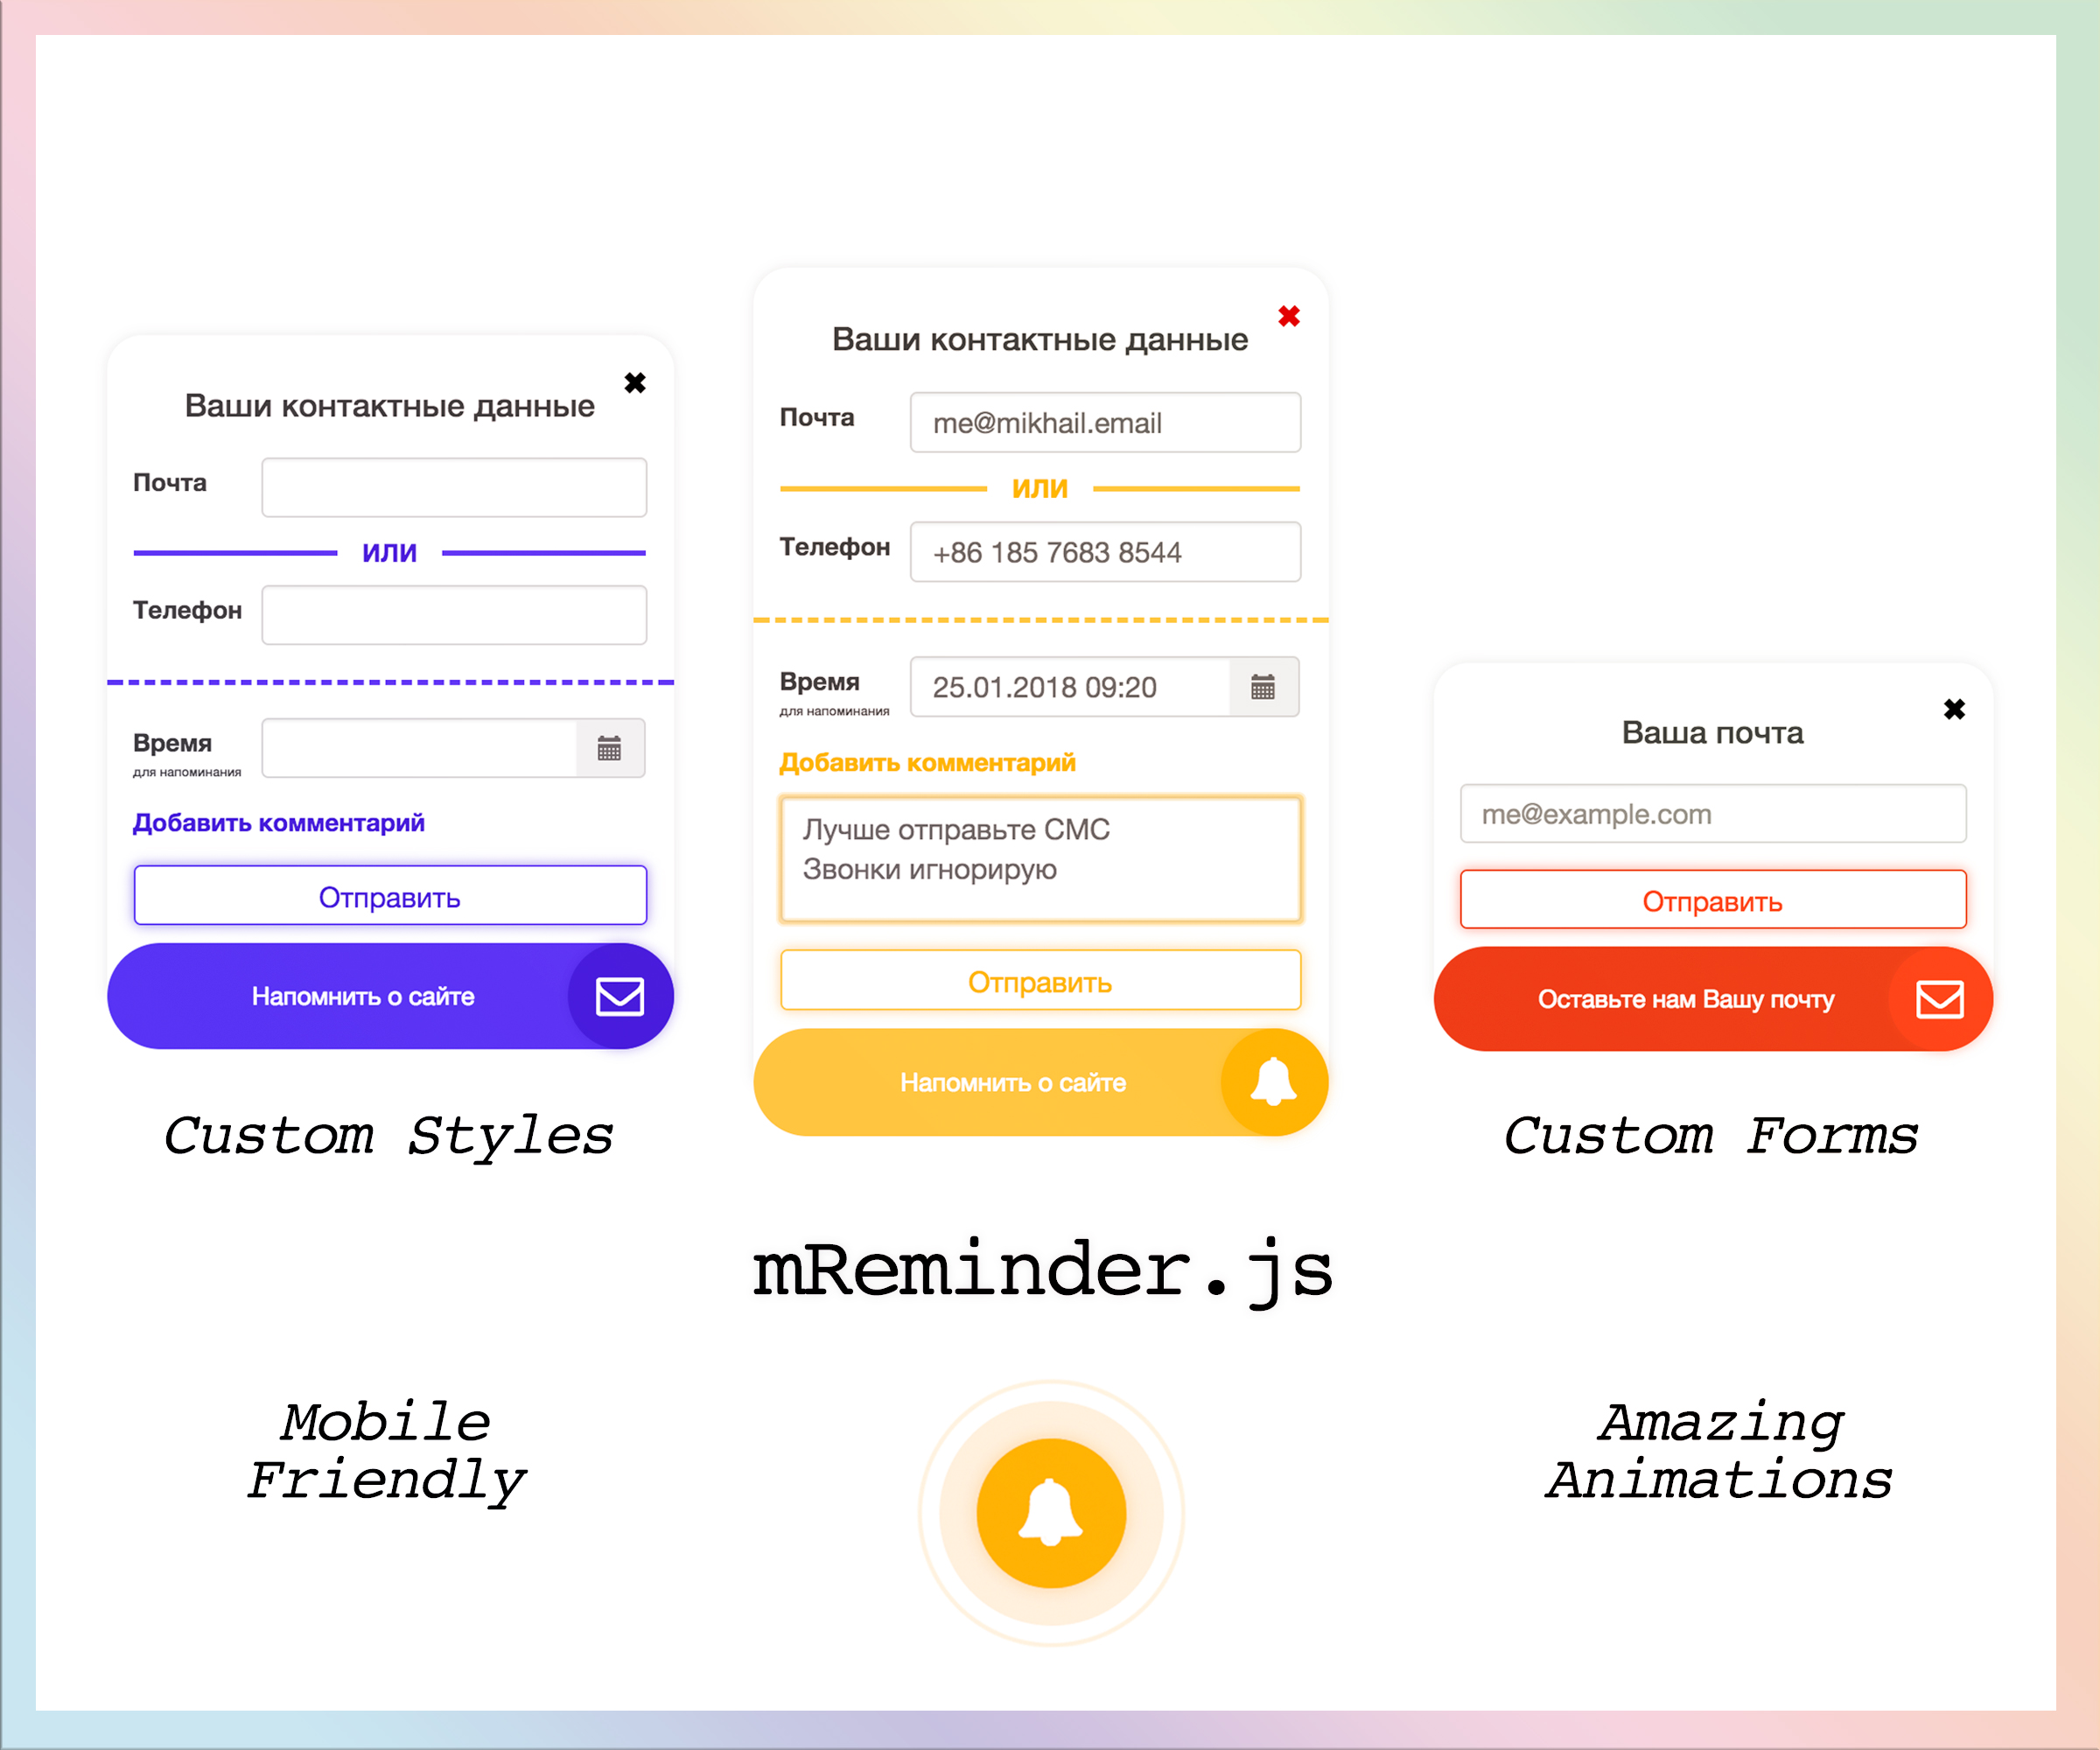 Ваши контактные данные
Почта
ИЛИ
Телефон
Время
для напоминания
Добавить комментарий
Отправить
Напомнить о сайте
Custom Styles
Ваши контактные данные
Почта me@mikhail.email
ИЛИ
Телефон +86 185 7683 8544
Время 25.01.2018 09:20
для напоминания
Добавить комментарий
Лучше отправьте СМС
Звонки игнорирую
Отправить
Напомнить о сайте
Ваша почта
me@example.com
Отправить
Оставьте нам Вашу почту
Custom Forms
mReminder.js
Mobile
Friendly
Amazing
Animations